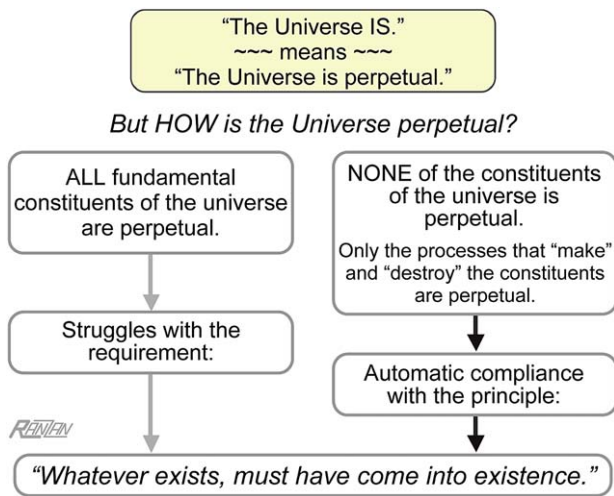 “The Universe IS.”
~~~ means ~~~
“The Universe is perpetual.”
But HOW is the Universe perpetual?
ALL fundamental
constituents of the universe
are perpetual.
Struggles with the
requirement:
NONE of the constituents
of the universe is
perpetual.
Only the processes that “make”
and “destroy” the constituents
are perpetual.
Automatic compliance
with the principle:
RANZAN
“Whatever exists, must have come into existence.”